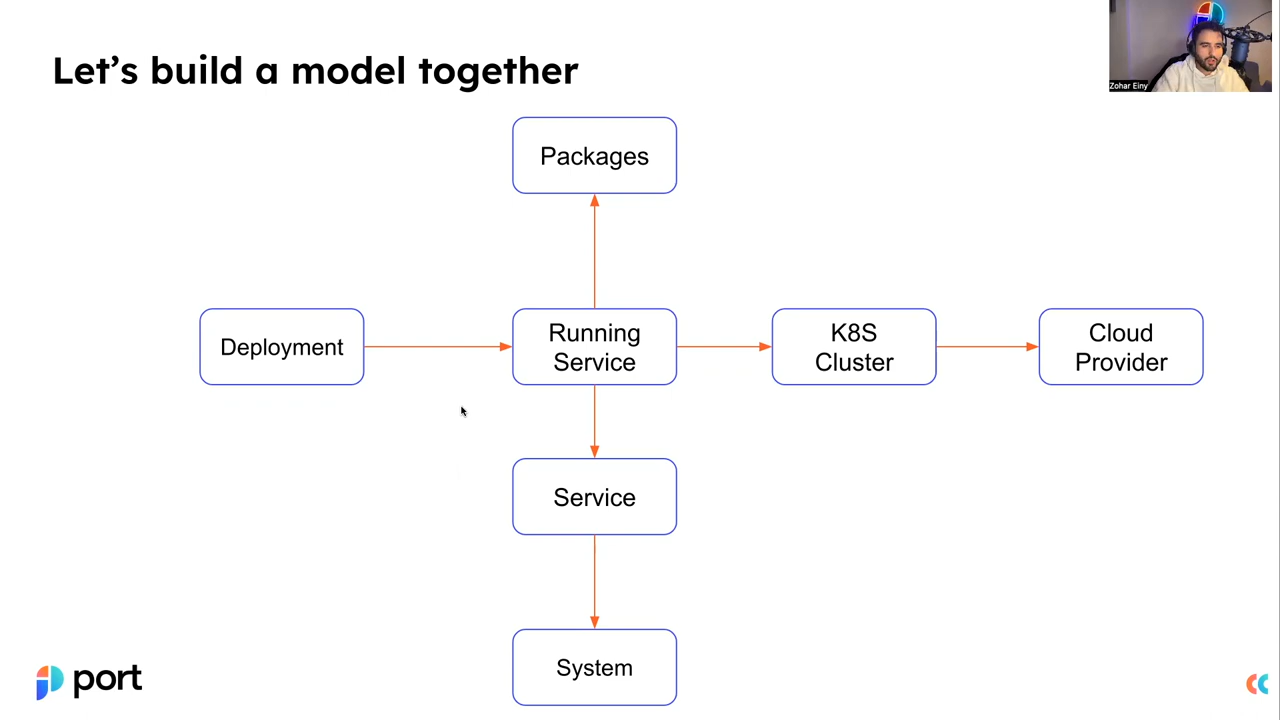 Let's build a model together
Zohar Einy
Packages
Deployment
Running
Service
K8S
Cluster
Cloud
Provider
Service
System
port